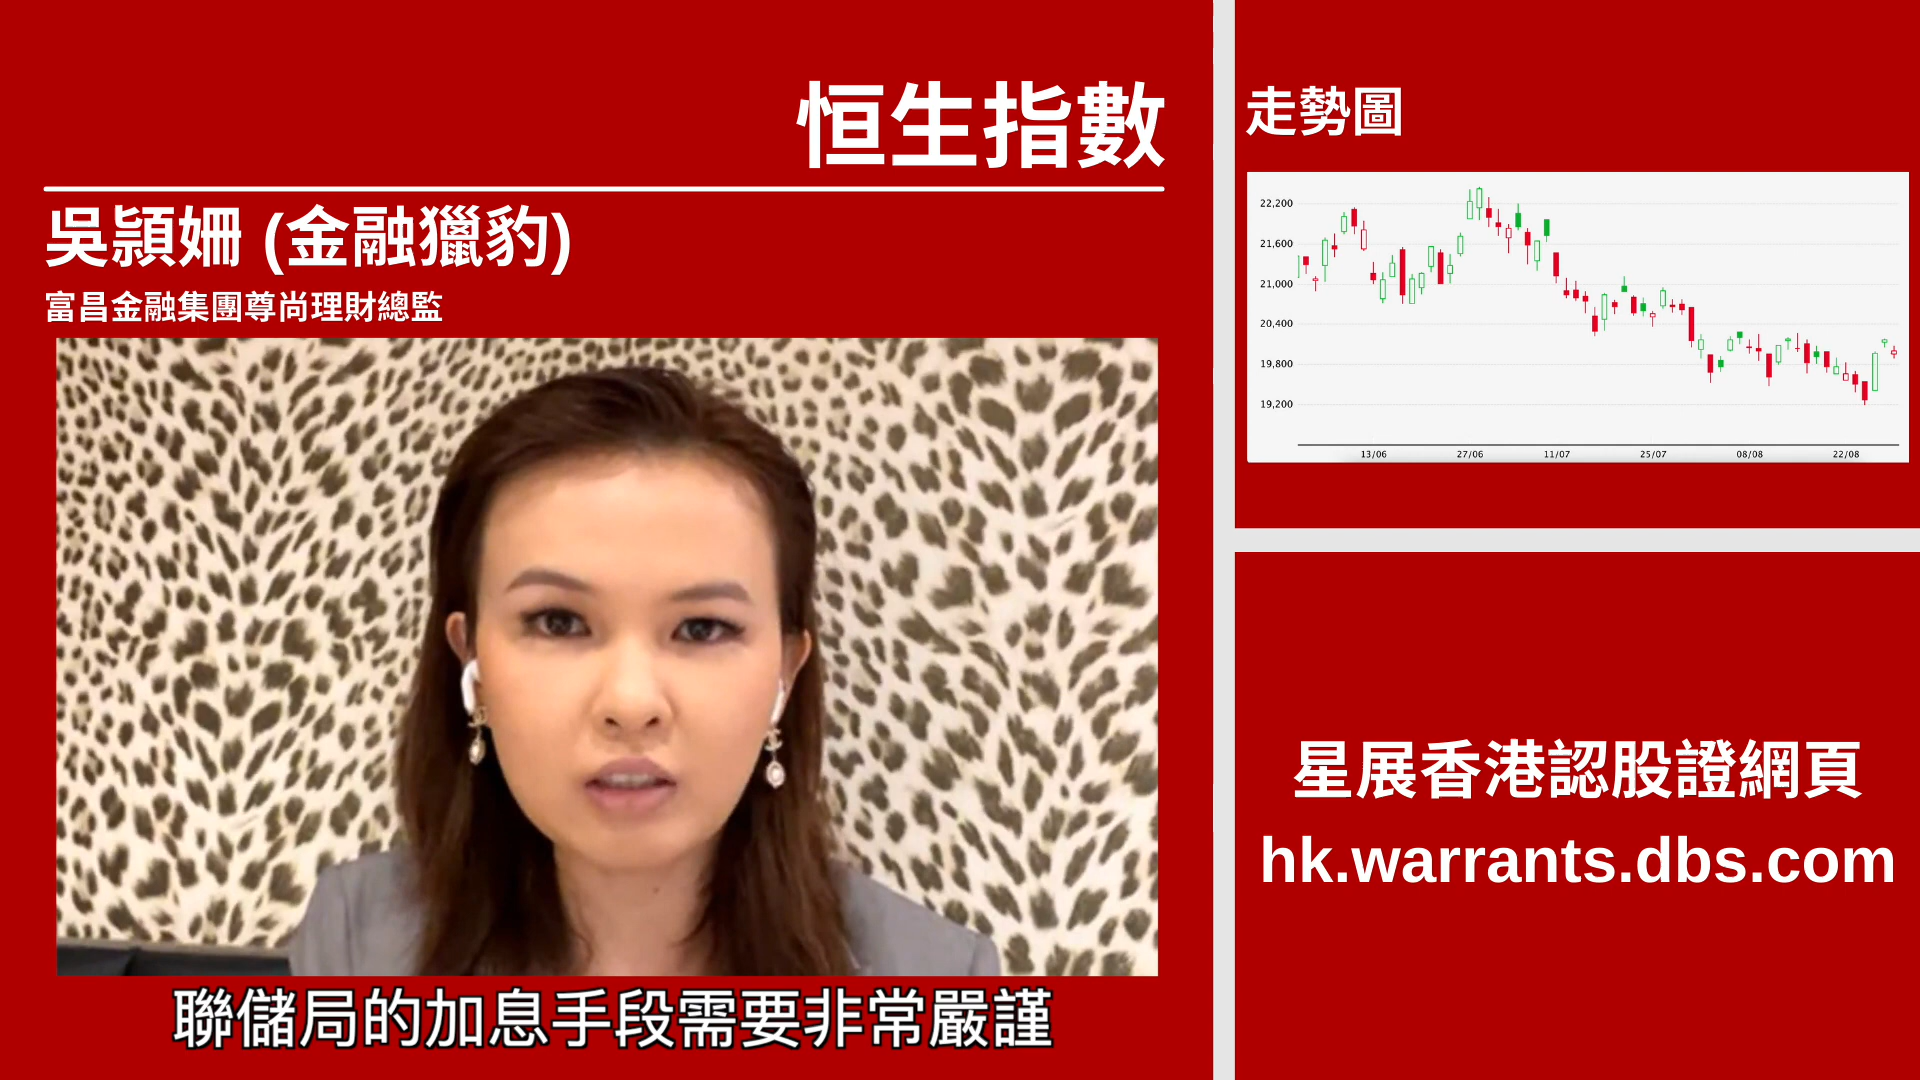 恒生指數
吳頴姍 (金融獵豹)
富昌金融集團尊尚理財總監
聯儲局的加息手段需要非常嚴謹
走勢圖
22,200
21,600
21,000
20,400
19,800
19,200
13/06 27/06 11/07 25/07 08/08 22/08
星展香港認股證網頁
hk.warrants.dbs.com